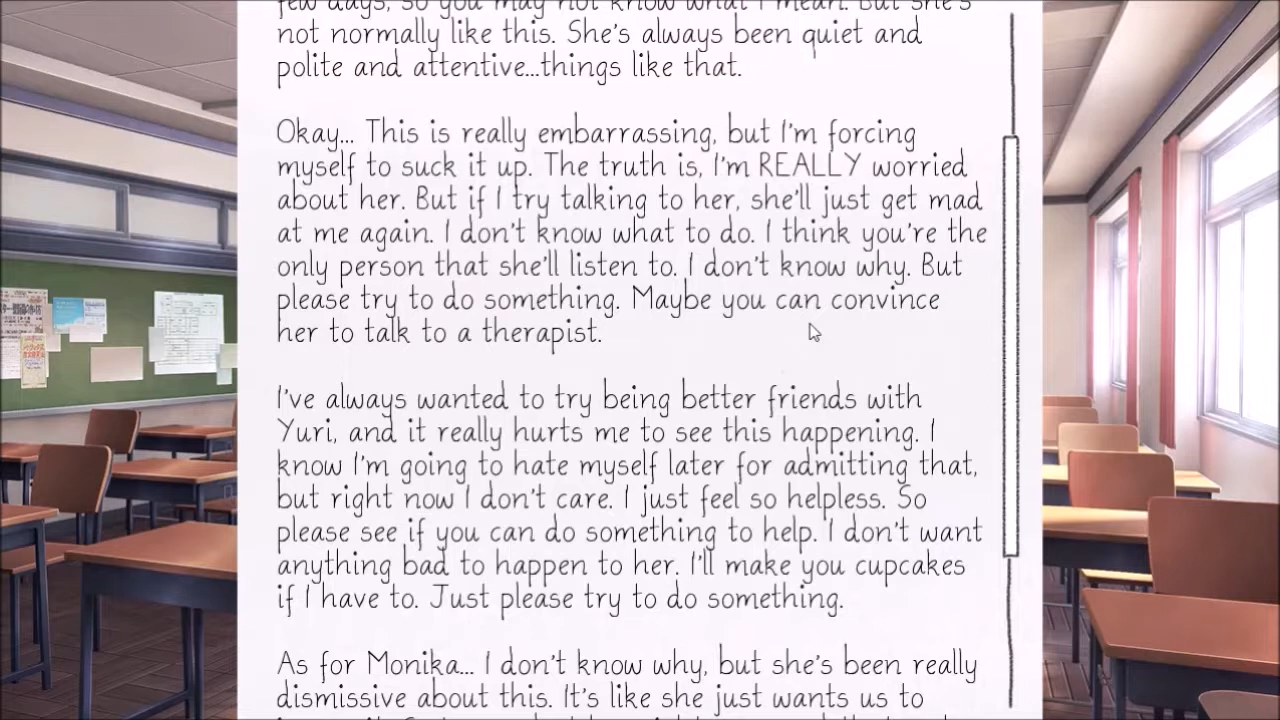 few days, so you may not know what I mean. But she's
not normally like this. She's always been quiet and
polite and attentive...things like that.
Okay... This is really embarrassing, but I'm forcing
myself to suck it up. The truth is, I'm REALLY worried
about her. But if I try talking to her, she'll just get mad
at me again. I don't know what to do. I think you're the
only person that she'll listen to. I don't know why. But
please try to do something. Maybe you can convince
her to talk to a therapist.
I've always wanted to try being better friends with
Yuri, and it really hurts me to see this happening. I
know I'm going to hate myself later for admitting that,
but right now I don't care. I just feel so helpless. So
please see if you can do something to help. I don't want
anything bad to happen to her. I'll make you cupcakes
if I have to. Just please try to do something.
As for Monika... I don't know why, but she's been really
dismissive about this. It's like she just wants us to